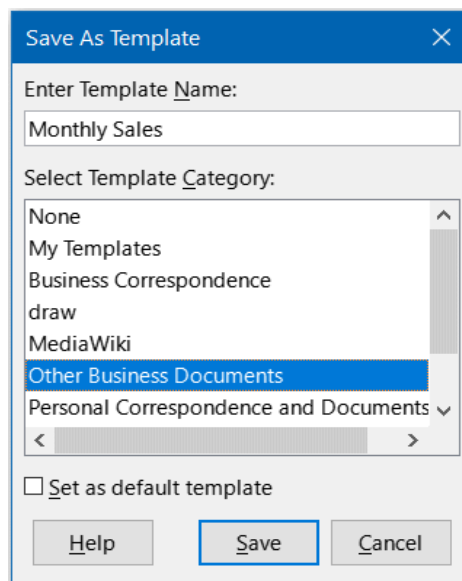 Save As Template
Enter Template Name:
Monthly Sales
Select Template Category:
None
My Templates
Business Correspondence
draw
MediaWiki
Other Business Documents
Personal Correspondence and Documents
Set as default template
Help Save Cancel